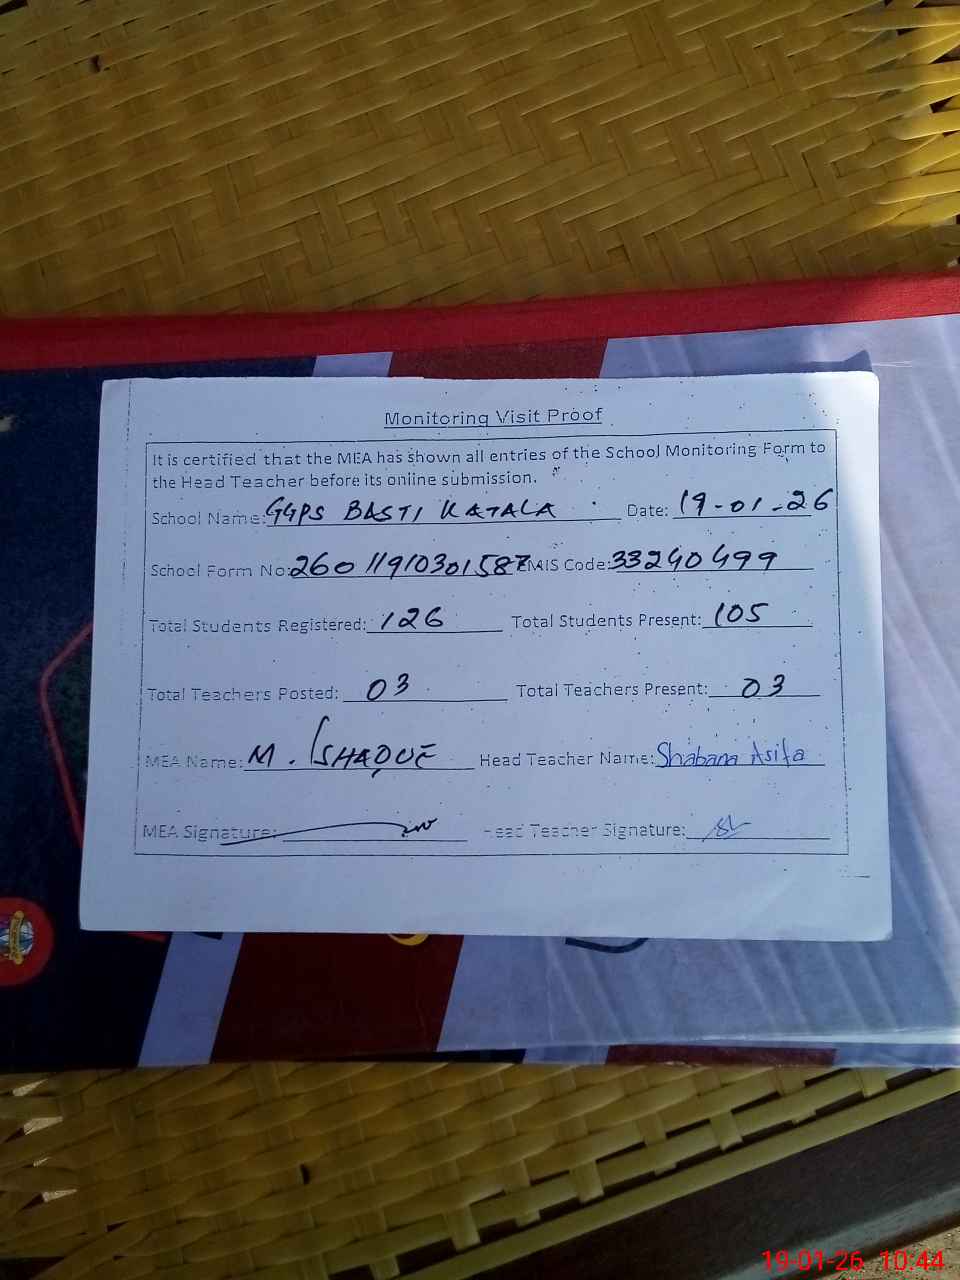 Monitoring Visit Proof
It is certified that the MEA has shown all entries of the School Monitoring Form to
the Head Teacher before its online submission.
School Name: GGPS BASTI KATALA Date: 19-01-26
School Form No: 26011910301587 EMIS Code: 33240499
Total Students Registered: 126 Total Students Present: 105
Total Teachers Posted: 03 Total Teachers Present: 03
MEA Name: M. ISHAQUE Head Teacher Name: Shabana Asifa
MEA Signature: Head Teacher Signature:
19-01-26 10:44